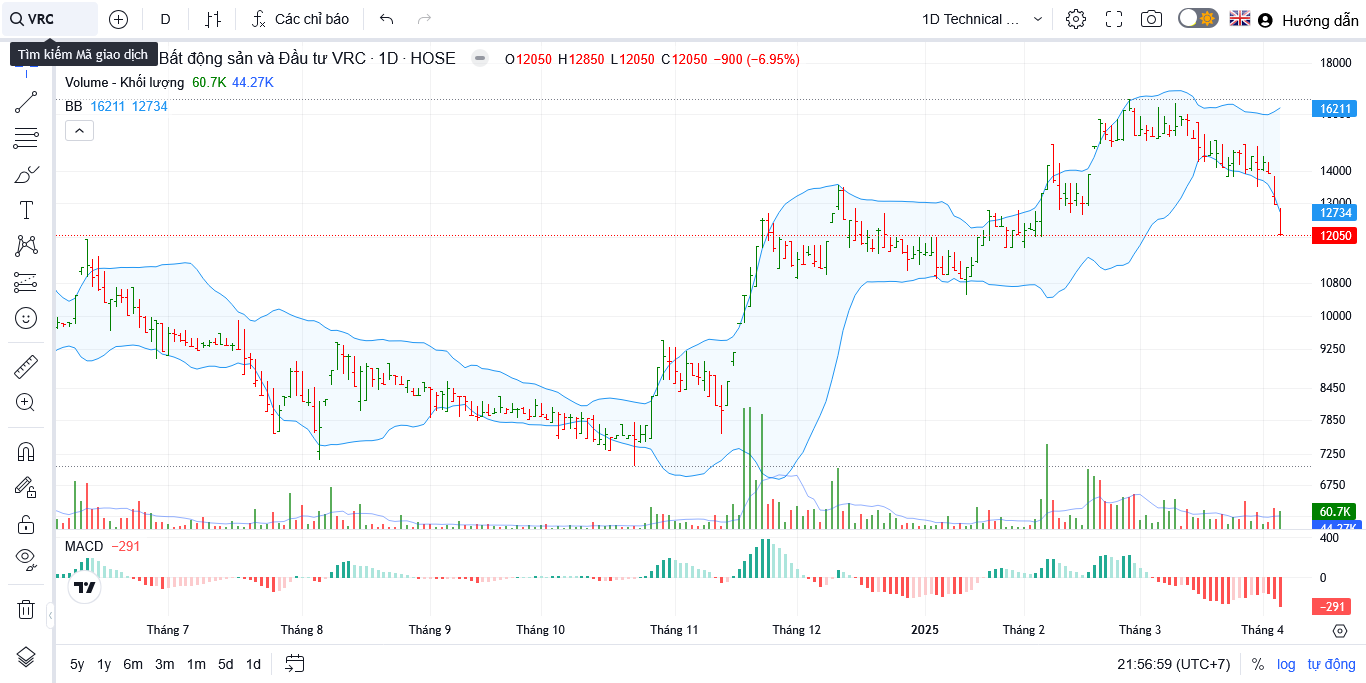 VRC
D
Các chỉ báo
1D Technical ...
Hướng dẫn
Tìm kiếm Mã giao dịch
Bất động sản và Đầu tư VRC · 1D · HOSE
O12050 H12850 L12050 C12050 −900 (−6.95%)
Volume - Khối lượng 60.7K 44.27K
BB 16211 12734
18000
16211
14000
13000
12734
12050
10800
10000
9250
8450
7850
7250
6750
60.7K
44.27K
MACD −291
400
0
−291
Tháng 7 Tháng 8 Tháng 9 Tháng 10 Tháng 11 Tháng 12 2025 Tháng 2 Tháng 3 Tháng 4
5y 1y 6m 3m 1m 5d 1d
21:56:59 (UTC+7) % log tự động